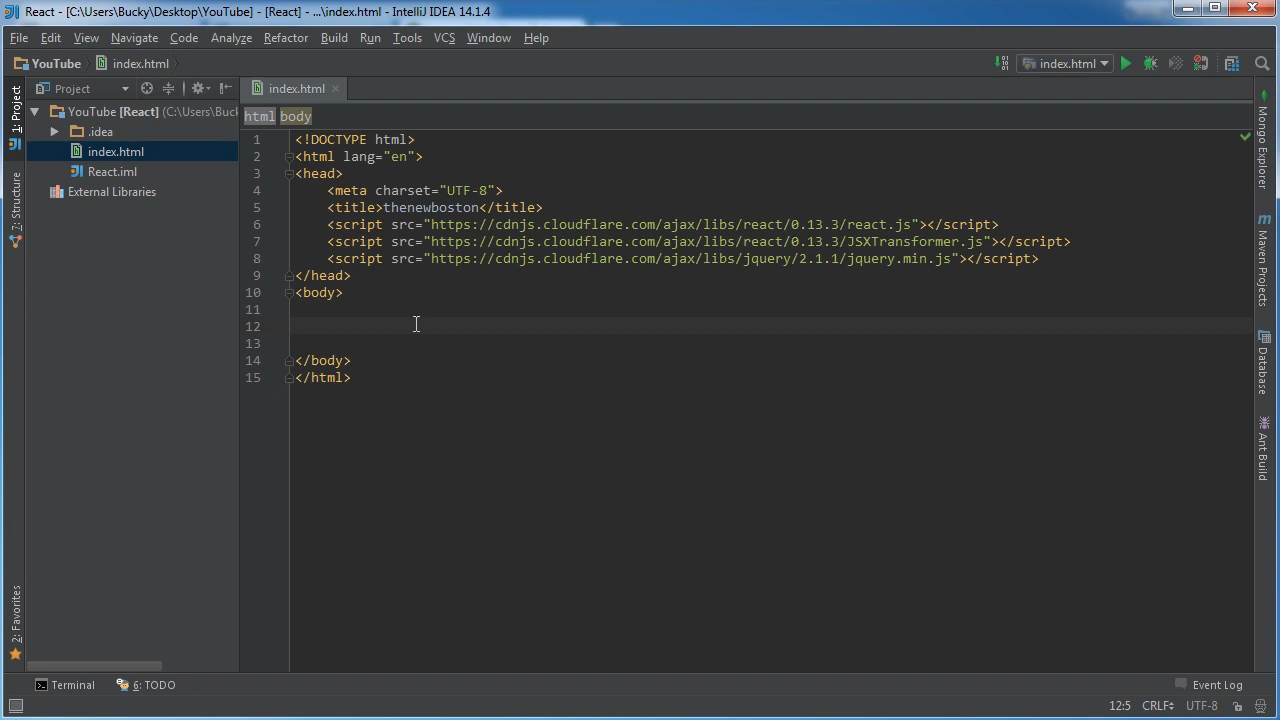 React - [C:\Users\Bucky\Desktop\YouTube] - [React] - ...\index.html - IntelliJ IDEA 14.1.4
File Edit View Navigate Code Analyze Refactor Build Run Tools VCS Window Help
YouTube index.html index.html
1: Project
7: Structure
2: Favorites
Project
YouTube [React] (C:\Users\Buck
.idea
index.html
React.iml
External Libraries
index.html
html body
1 <!DOCTYPE html>
2 <html lang="en">
3 <head>
4 <meta charset="UTF-8">
5 <title>thenewboston</title>
6 <script src="https://cdnjs.cloudflare.com/ajax/libs/react/0.13.3/react.js"></script>
7 <script src="https://cdnjs.cloudflare.com/ajax/libs/react/0.13.3/JSXTransformer.js"></script>
8 <script src="https://cdnjs.cloudflare.com/ajax/libs/jquery/2.1.1/jquery.min.js"></script>
9 </head>
10 <body>
11
12
13
14 </body>
15 </html>
Mongo Explorer
Maven Projects
Database
Ant Build
Terminal 6: TODO Event Log
12:5 CRLF UTF-8